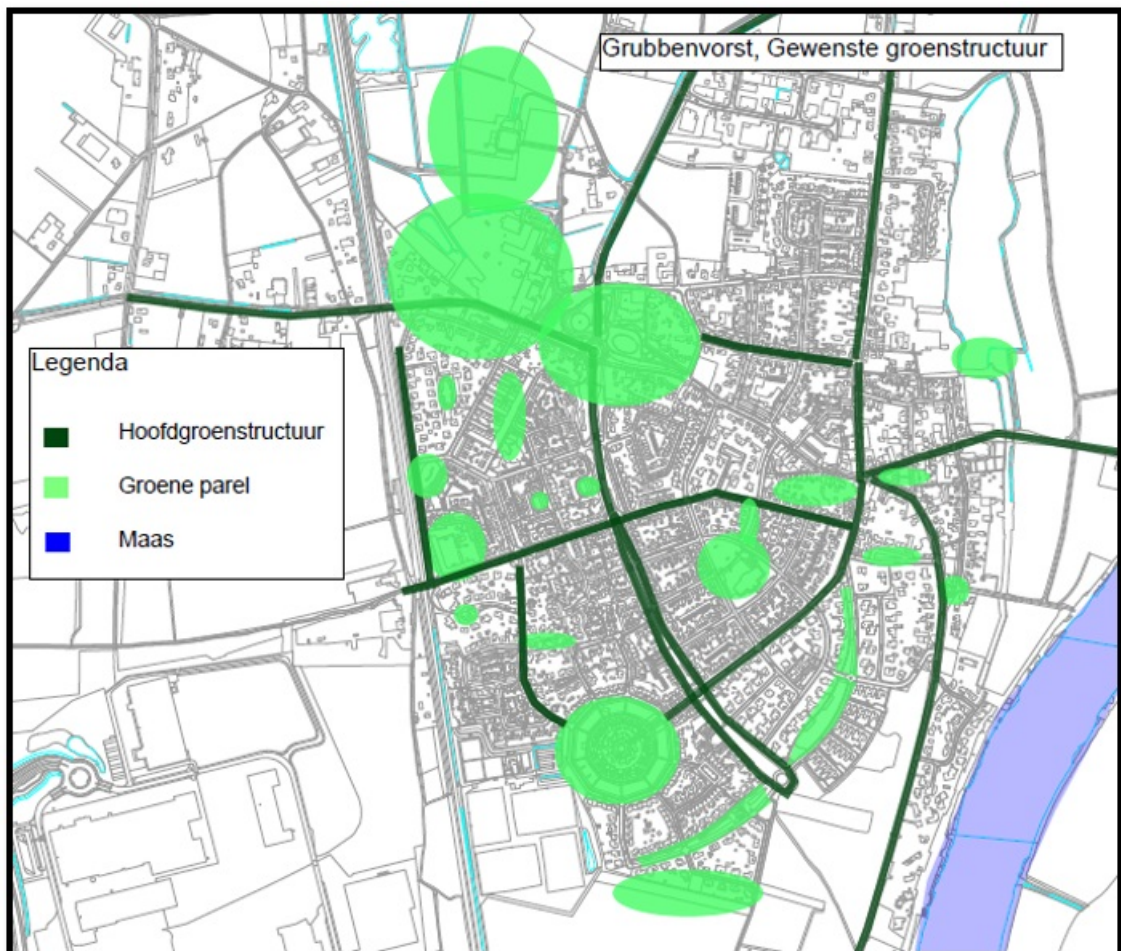 Grubbenvorst, Gewenste groenstructuur
Legenda
Hoofdgroenstructuur
Groene parel
Maas